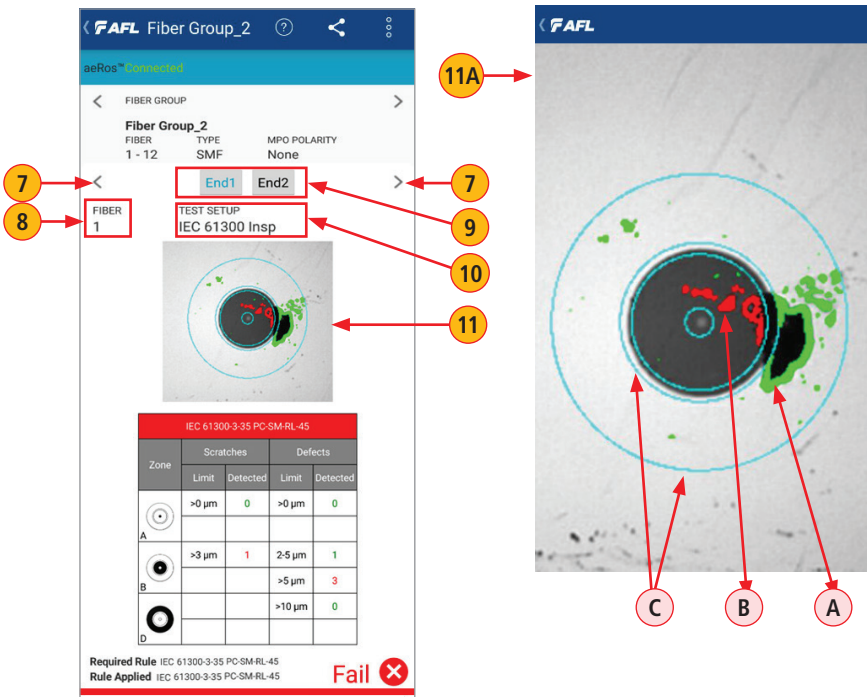 AFL Fiber Group_2 ?
aeRos™Connected
FIBER GROUP
Fiber Group_2
FIBER TYPE MPO POLARITY
1 - 12 SMF None
7 End1 End2 7
9
8 FIBER TEST SETUP
1 IEC 61300 Insp
10
11
IEC 61300-3-35 PC-SM-RL-45
Zone Scratches Defects
Limit Detected Limit Detected
A >0 µm 0 >0 µm 0
B >3 µm 1 2-5 µm 1
>5 µm 3
D >10 µm 0
Required Rule IEC 61300-3-35 PC-SM-RL-45
Rule Applied IEC 61300-3-35 PC-SM-RL-45
Fail
AFL
11A
C B A